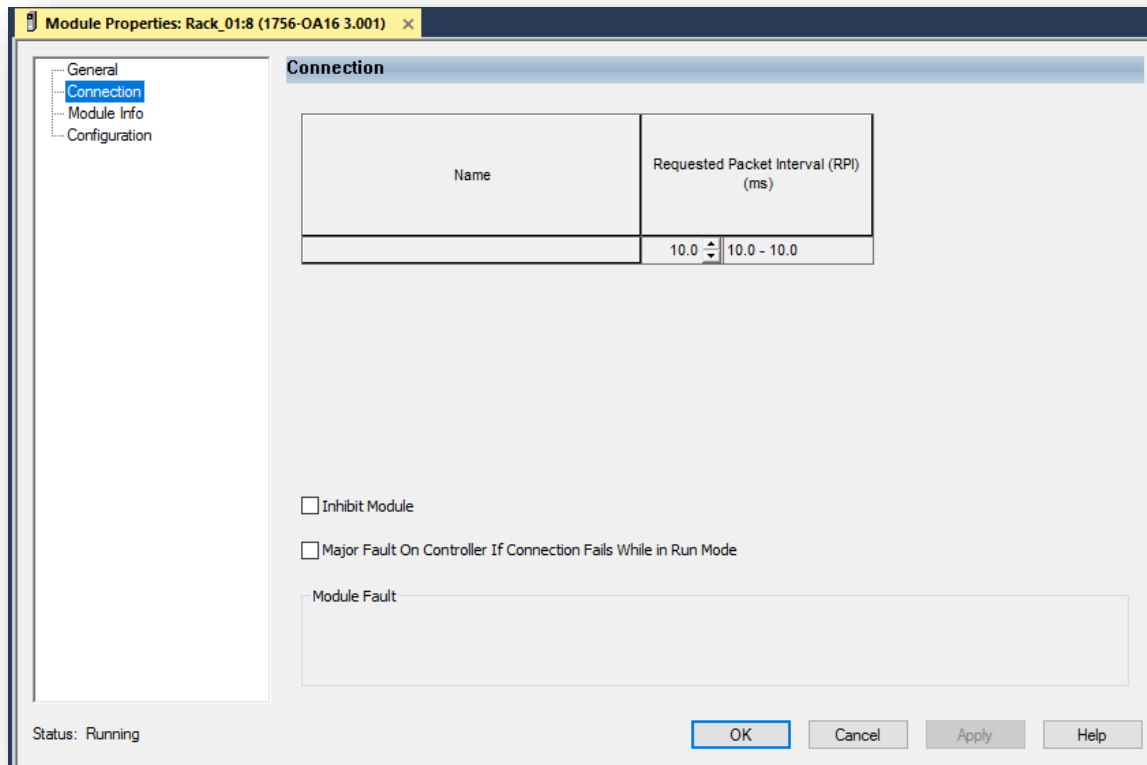 Module Properties: Rack_01:8 (1756-OA16 3.001) ×
General
Connection
Module Info
Configuration
Connection
Name
Requested Packet Interval (RPI)
(ms)
10.0 10.0 - 10.0
Inhibit Module
Major Fault On Controller If Connection Fails While in Run Mode
Module Fault
Status: Running
OK Cancel Apply Help